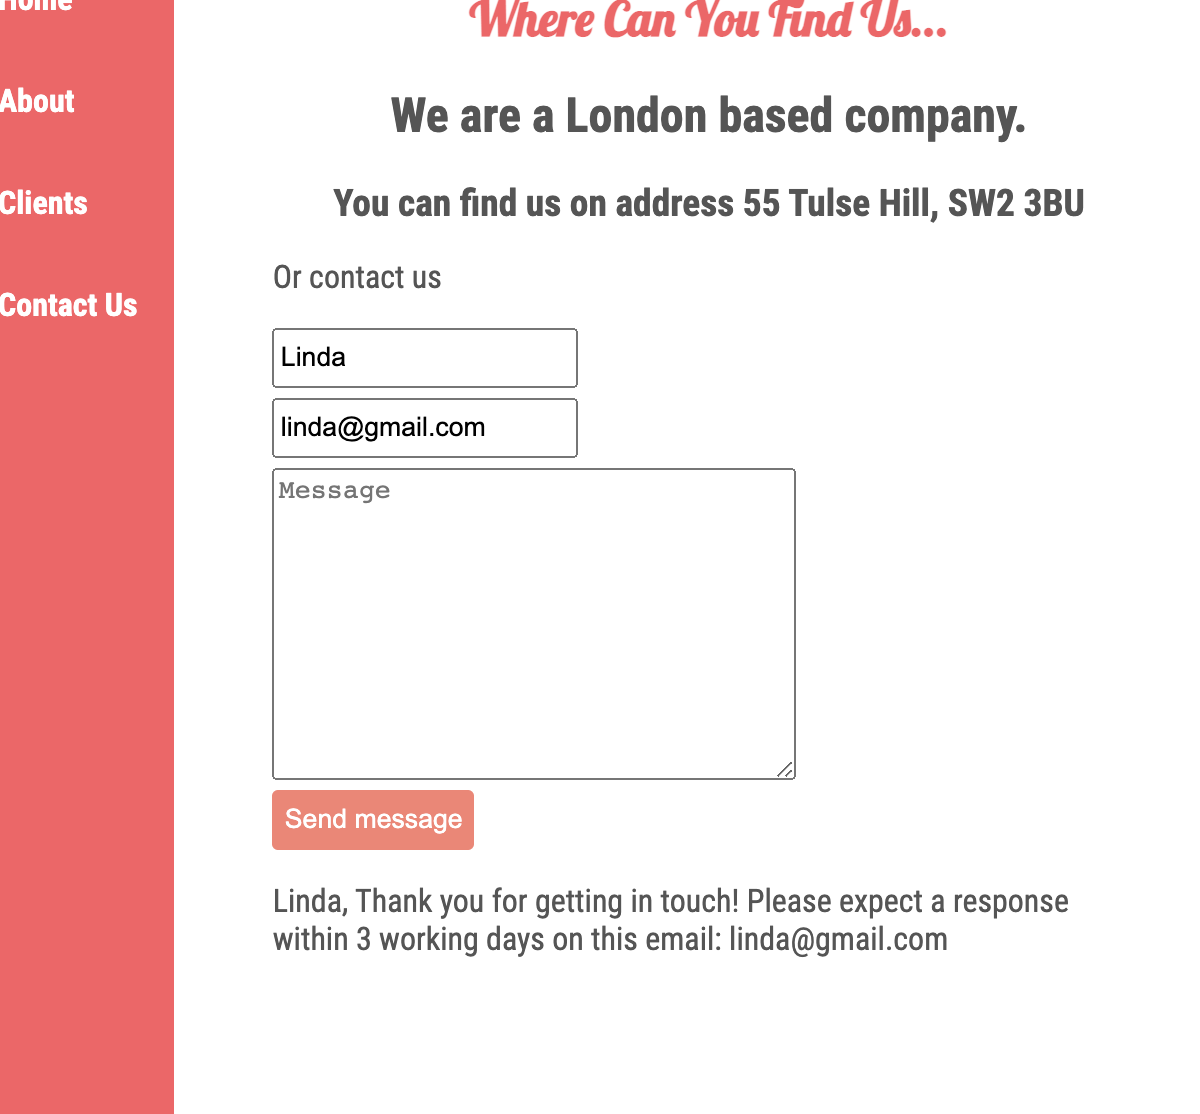 Home
About
Clients
Contact Us
Where Can You Find Us...
We are a London based company.
You can find us on address 55 Tulse Hill, SW2 3BU
Or contact us
Linda
linda@gmail.com
Message
Send message
Linda, Thank you for getting in touch! Please expect a response
within 3 working days on this email: linda@gmail.com